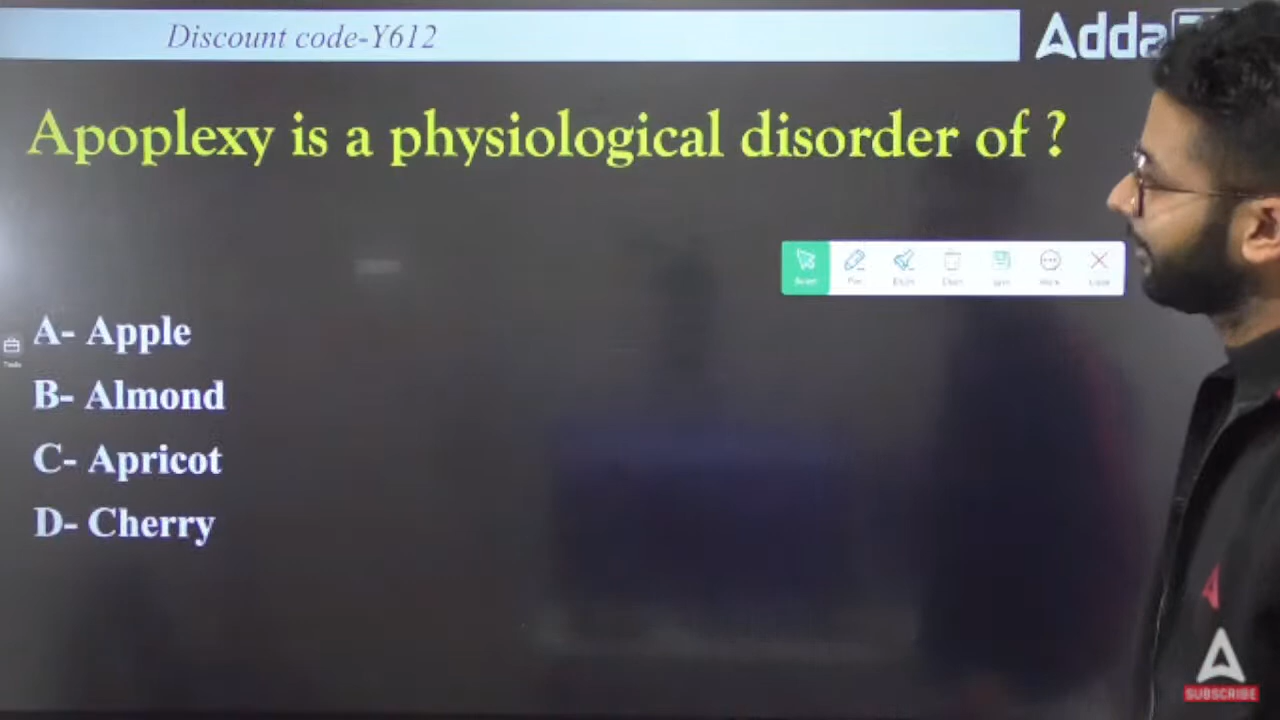 Discount code-Y612
Adda
Apoplexy is a physiological disorder of ?
A- Apple
B- Almond
C- Apricot
D- Cherry
SUBSCRIBE